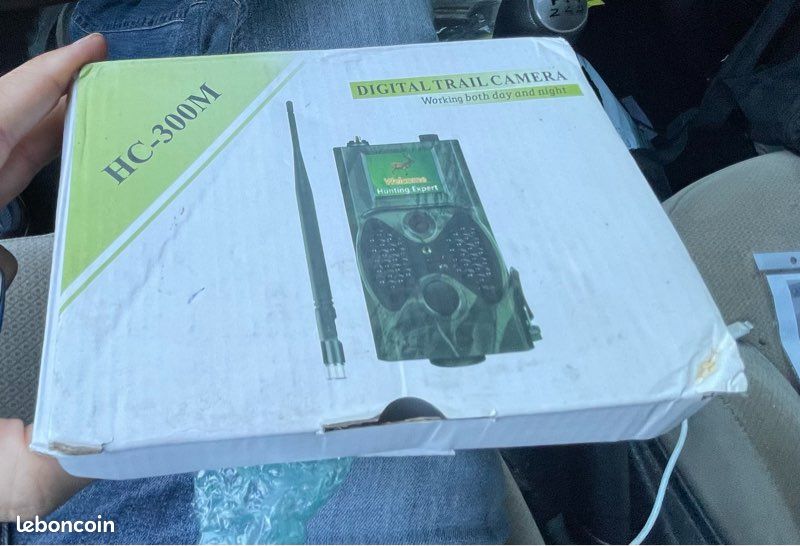 HC-300M
DIGITAL TRAIL CAMERA
Working both day and night
Welcome
Hunting Expert
leboncoin